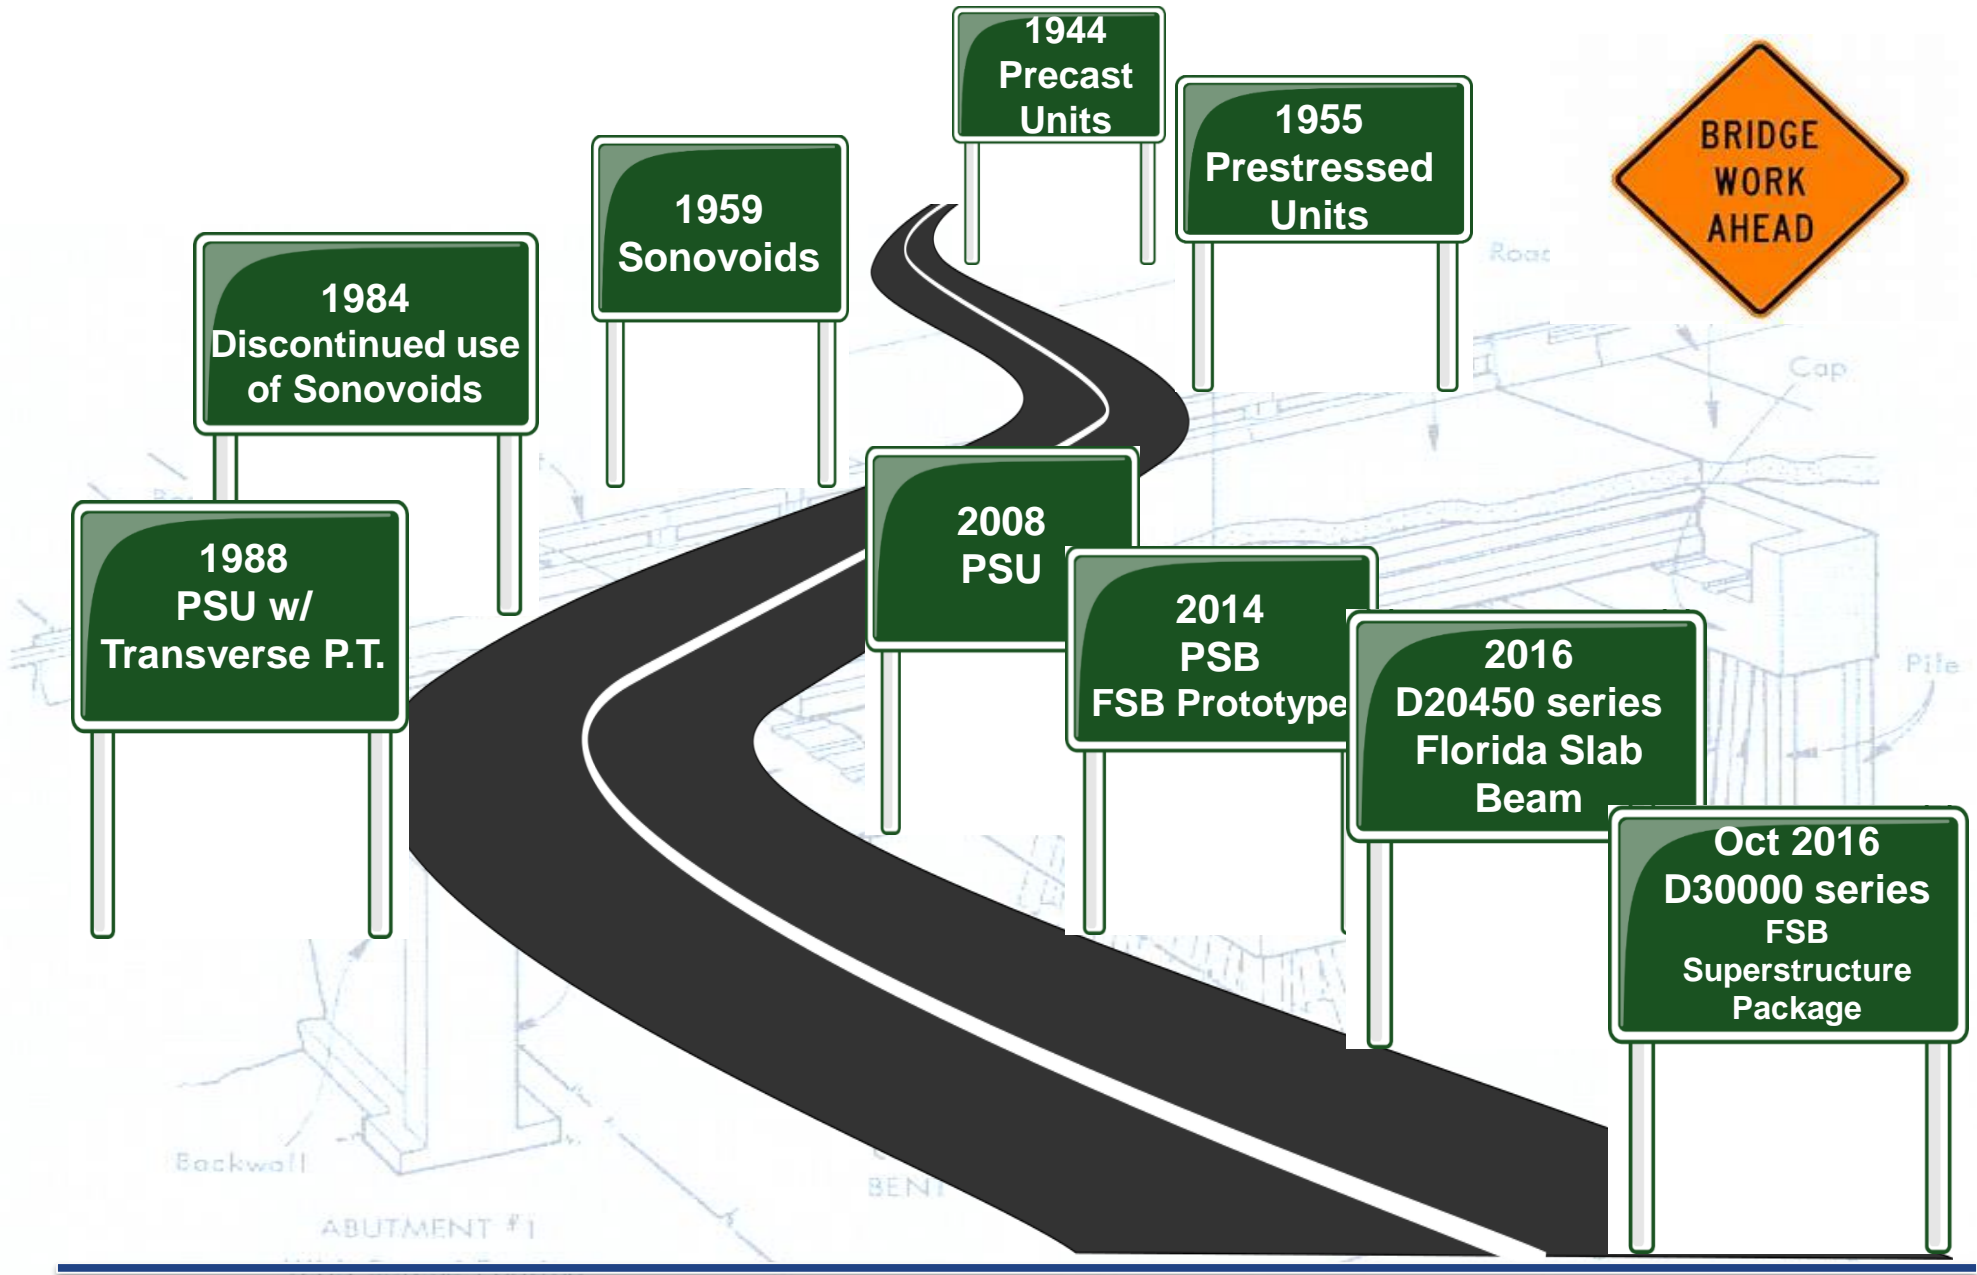 1944
Precast
Units
1955
Prestressed
Units
BRIDGE
WORK
AHEAD
1959
Sonovoids
1984
Discontinued use
of Sonovoids
1988
PSU w/
Transverse P.T.
2008
PSU
2014
PSB
FSB Prototype
2016
D20450 series
Florida Slab
Beam
Oct 2016
D30000 series
FSB
Superstructure
Package
Cap
Pile
Backwall
BENT
ABUTMENT #1